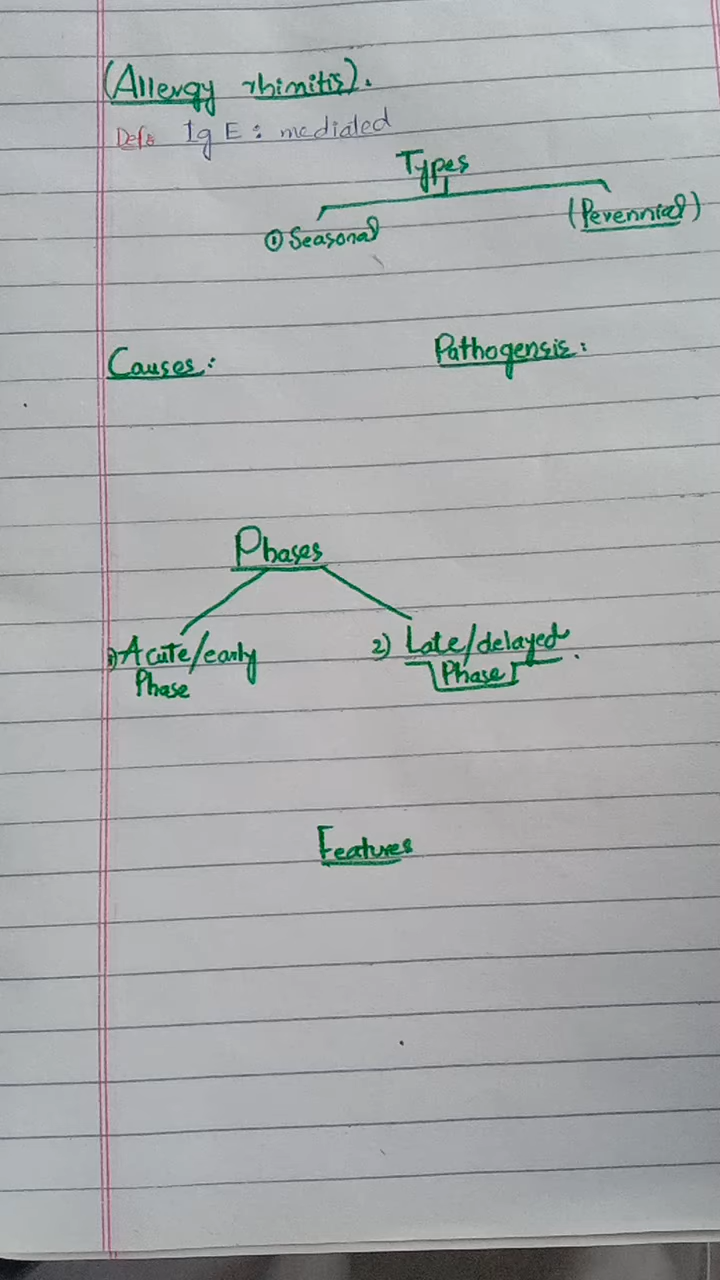 (Allergy rhinitis).
Def: Ig E: mediated
Types
① Seasonal
(Perennial)
Causes:
Pathogensis:
Phases
1) Acute/early
Phase
2) Late/delayed.
Phase
Features